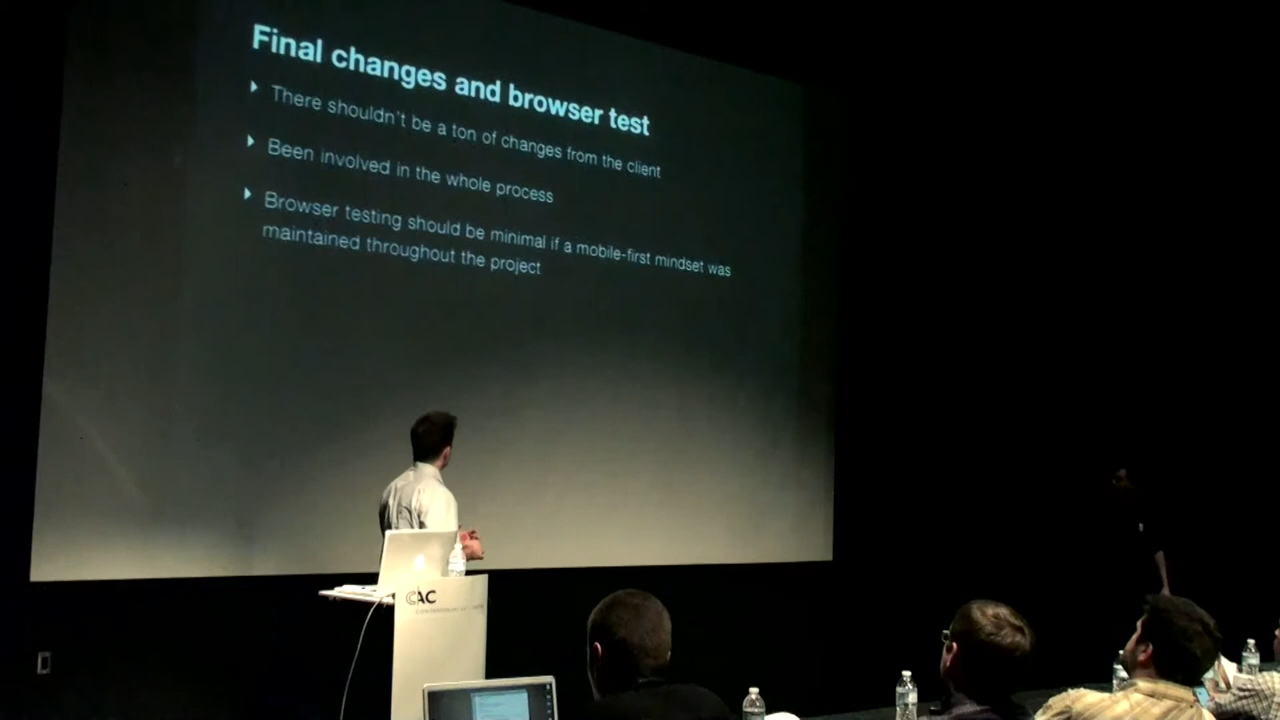 Final changes and browser test
There shouldn't be a ton of changes from the client
Been involved in the whole process
Browser testing should be minimal if a mobile-first mindset was
maintained throughout the project
CAC